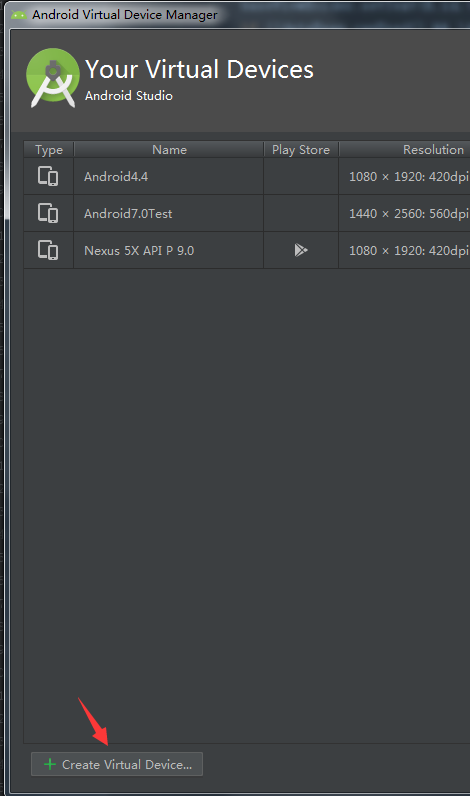 Android Virtual Device Manager
Your Virtual Devices
Android Studio
Type Name Play Store Resolution
Android4.4 1080 × 1920: 420dpi
Android7.0Test 1440 × 2560: 560dpi
Nexus 5X API P 9.0 1080 × 1920: 420dpi
+ Create Virtual Device...